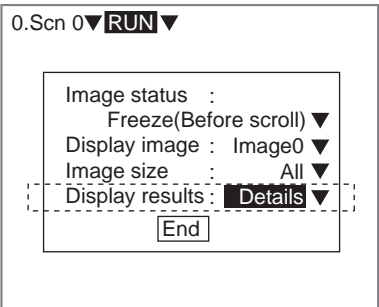 0.Scn 0▼ RUN ▼
Image status :
Freeze(Before scroll) ▼
Display image : Image0 ▼
Image size : All ▼
Display results : Details ▼
End